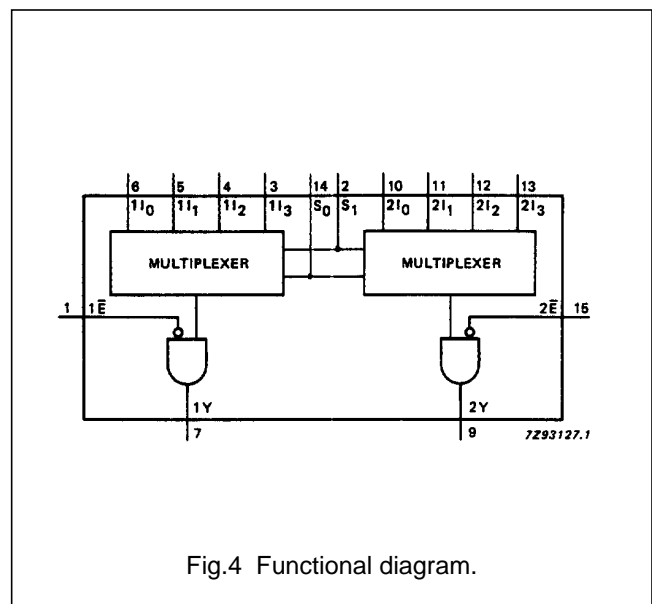 6 5 4 3 14 2 10 11 12 13
1I0 1I1 1I2 1I3 S0 S1 2I0 2I1 2I2 2I3
MULTIPLEXER MULTIPLEXER
1 1E̅ 2E̅ 15
1Y 2Y
7 9 7Z93127.1
Fig.4 Functional diagram.